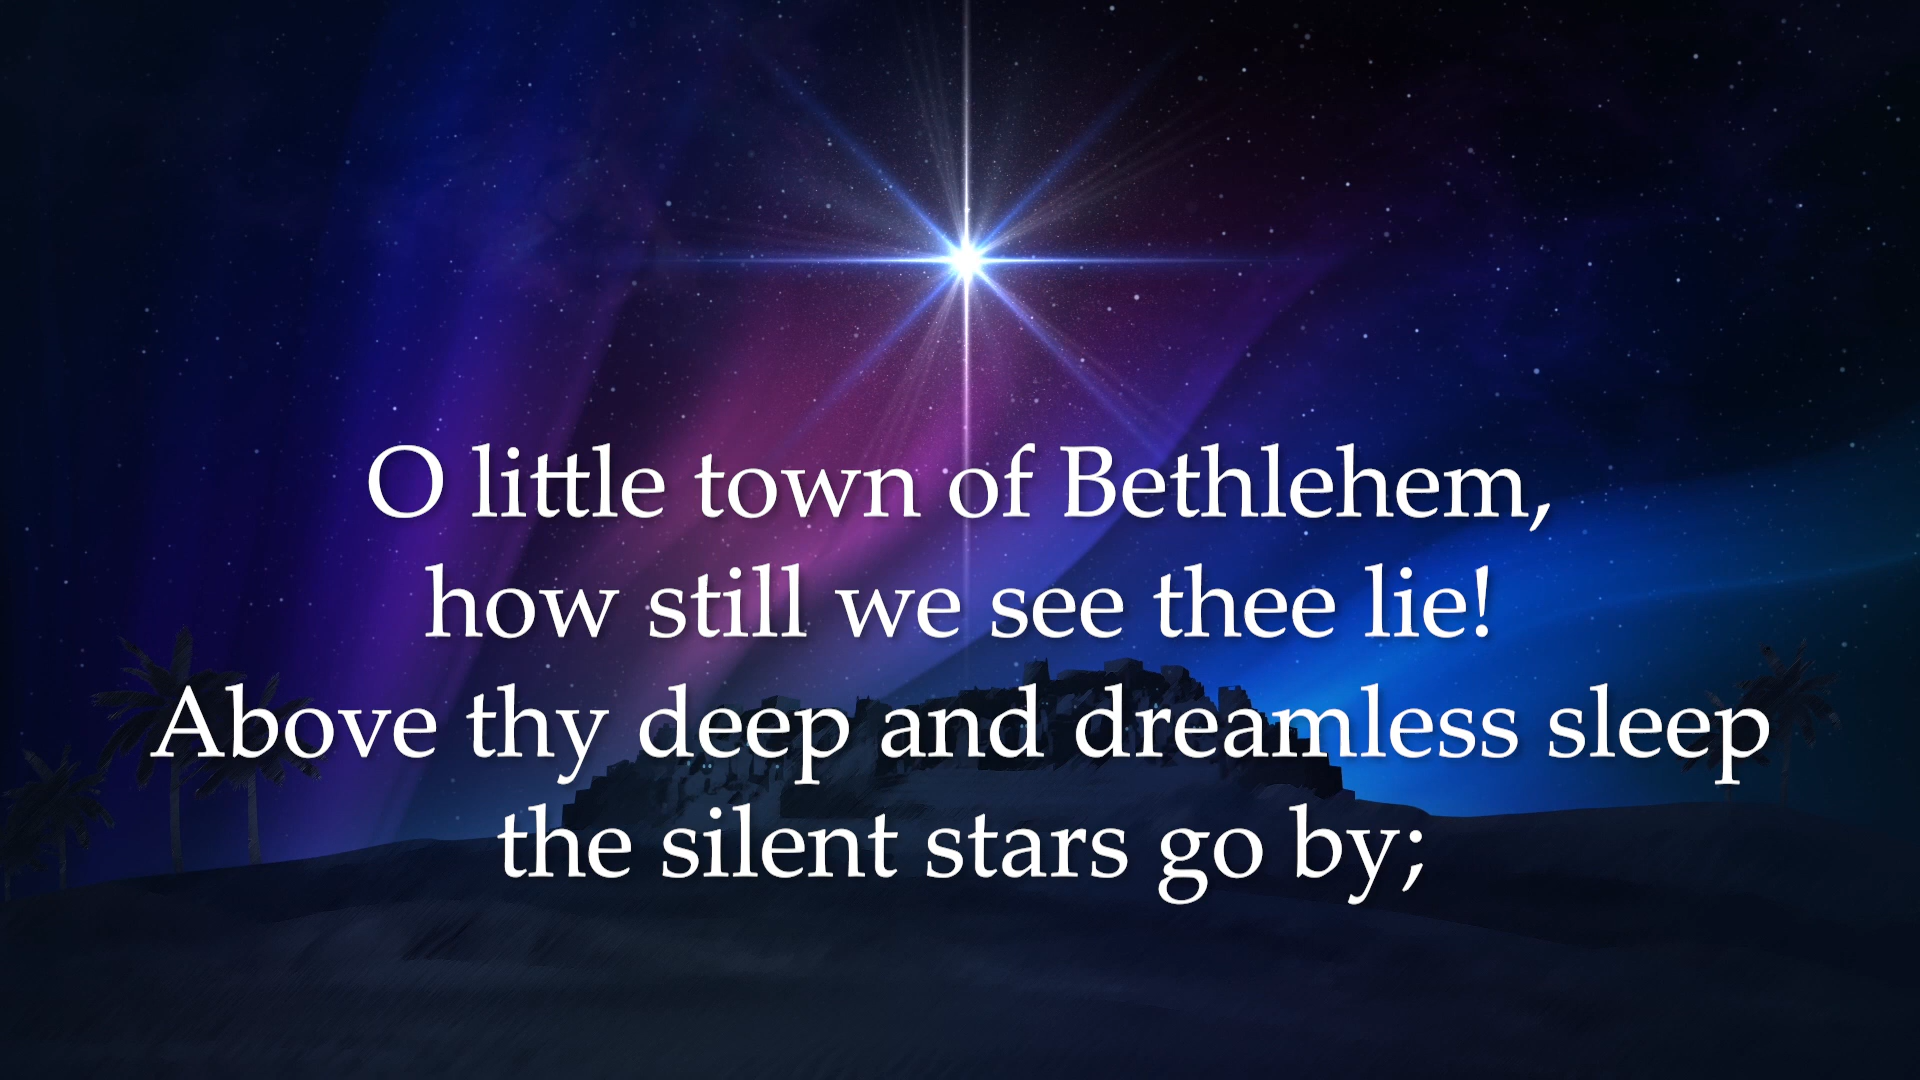 O little town of Bethlehem,
how still we see thee lie!
Above thy deep and dreamless sleep
the silent stars go by;